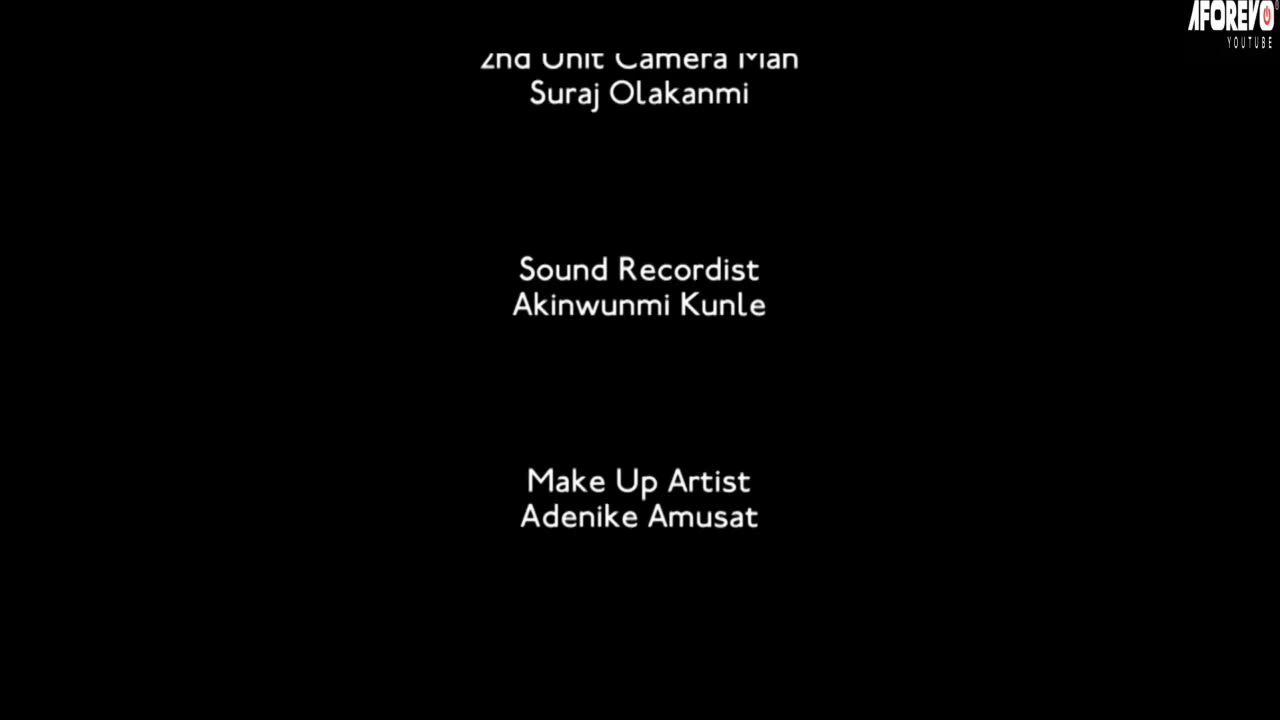 AFOREVO
YOUTUBE
2nd Unit Camera Man
Suraj Olakanmi
Sound Recordist
Akinwunmi Kunle
Make Up Artist
Adenike Amusat